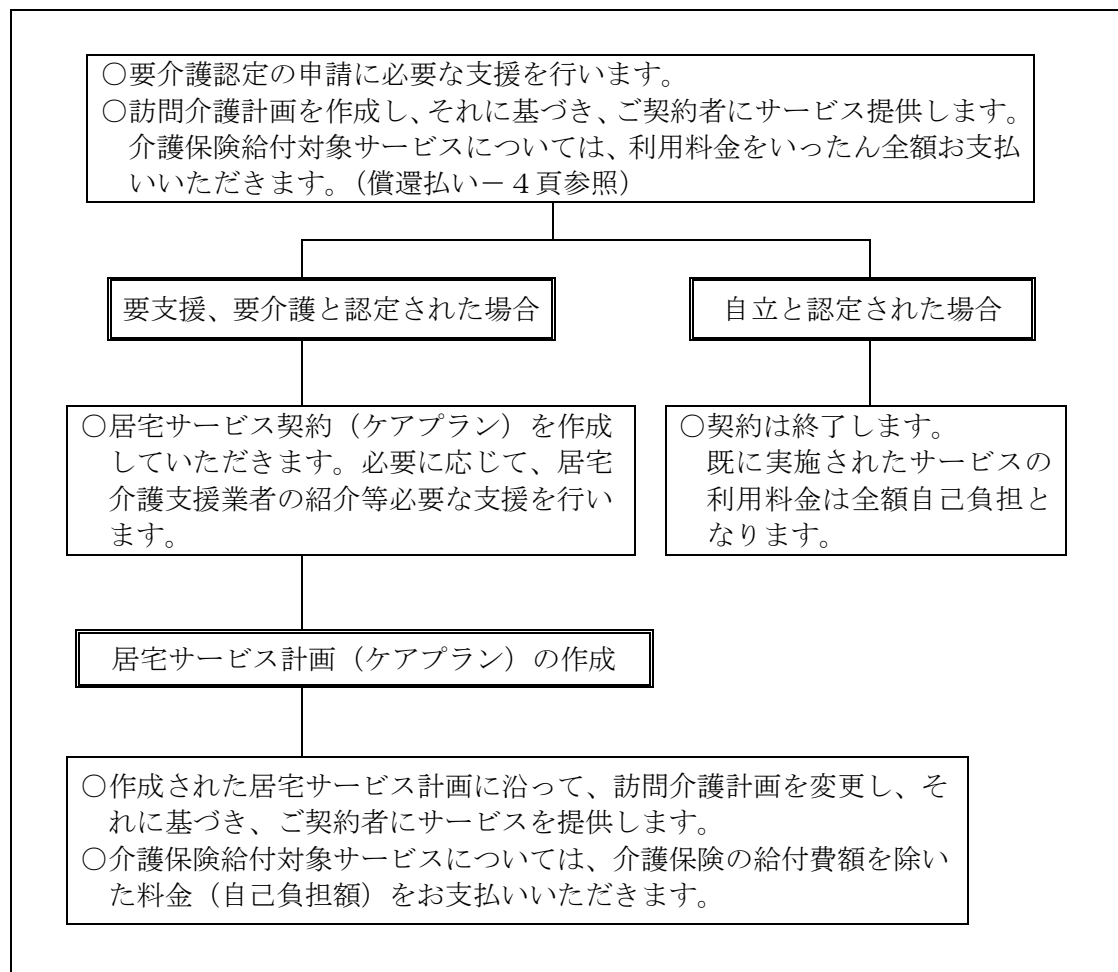 ○要介護認定の申請に必要な支援を行います。
○訪問介護計画を作成し、それに基づき、ご契約者にサービス提供します。
介護保険給付対象サービスについては、利用料金をいったん全額お支払
いいただきます。（償還払い－４頁参照）
要支援、要介護と認定された場合
自立と認定された場合
○居宅サービス契約（ケアプラン）を作成
していただきます。必要に応じて、居宅
介護支援業者の紹介等必要な支援を行い
ます。
○契約は終了します。
既に実施されたサービスの
利用料金は全額自己負担と
なります。
居宅サービス計画（ケアプラン）の作成
○作成された居宅サービス計画に沿って、訪問介護計画を変更し、そ
れに基づき、ご契約者にサービスを提供します。
○介護保険給付対象サービスについては、介護保険の給付費額を除い
た料金（自己負担額）をお支払いいただきます。